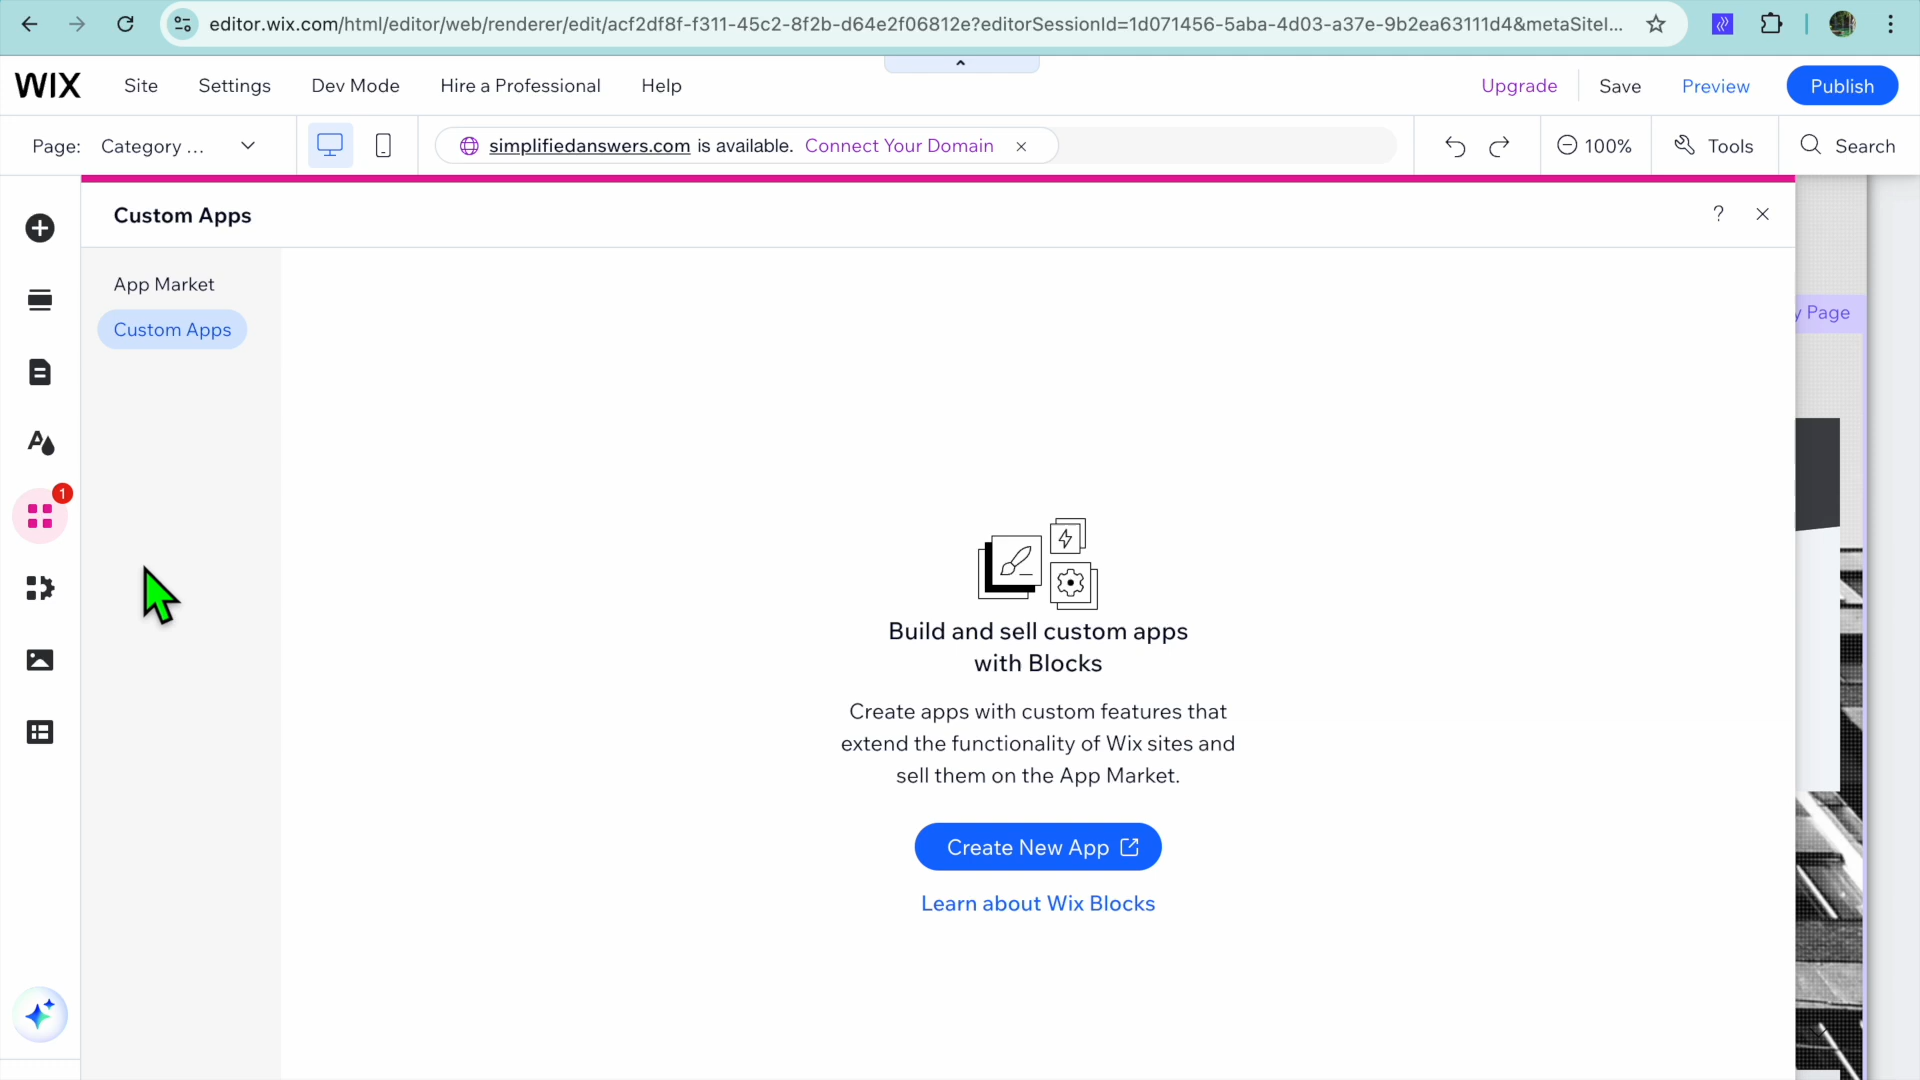 editor.wix.com/html/editor/web/renderer/edit/acf2df8f-f311-45c2-8f2b-d64e2f06812e?editorSessionId=1d071456-5aba-4d03-a37e-9b2ea63111d4&metaSiteI...
WIX Site Settings Dev Mode Hire a Professional Help Upgrade Save Preview Publish
Page: Category ... simplifiedanswers.com is available. Connect Your Domain 100% Tools Search
Custom Apps ?
y Page
App Market
Custom Apps
1
Build and sell custom apps
with Blocks
Create apps with custom features that
extend the functionality of Wix sites and
sell them on the App Market.
Create New App
Learn about Wix Blocks